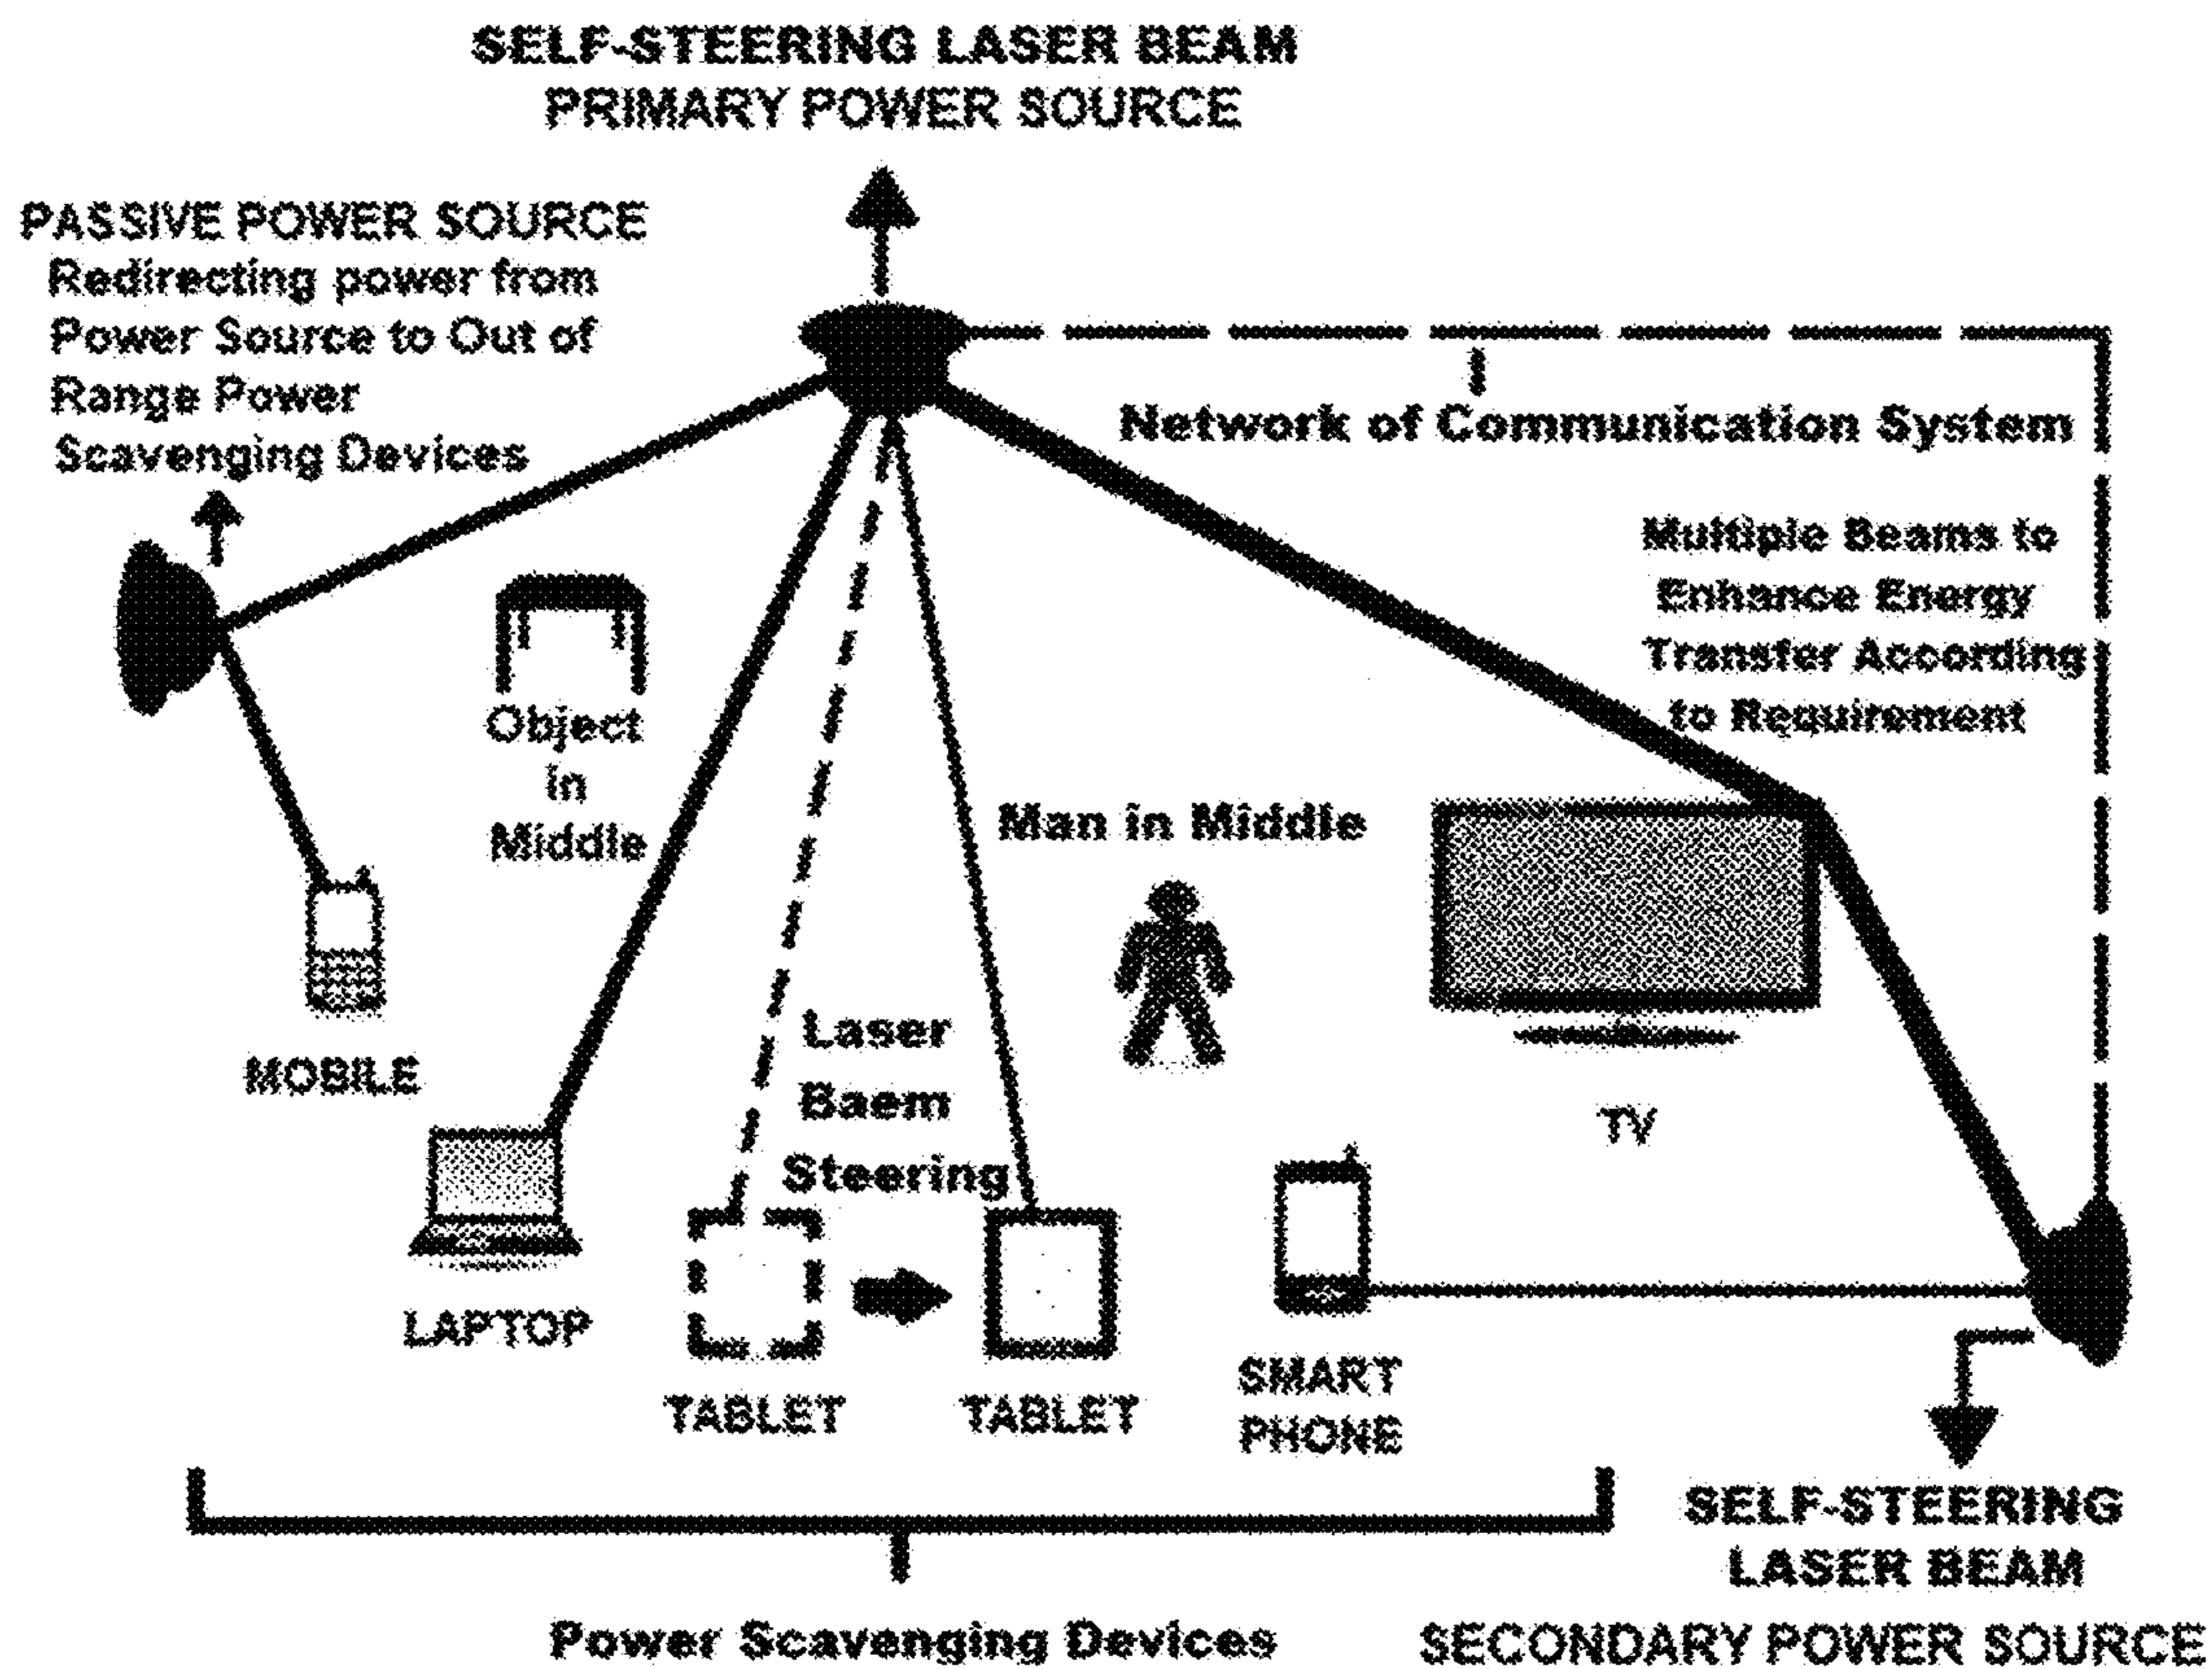 SELF-STEERING LASER BEAM
PRIMARY POWER SOURCE
PASSIVE POWER SOURCE
Redirecting power from
Power Source to Out of
Range Power
Scavenging Devices
Network of Communication System
Multiple Beams to
Enhance Energy
Transfer According
to Requirement
Object
in
Middle
Man in Middle
MOBILE
Laser
Baem
Steering
TV
LAPTOP
TABLET
TABLET
SMART
PHONE
SELF-STEERING
LASER BEAM
SECONDARY POWER SOURCE
Power Scavenging Devices